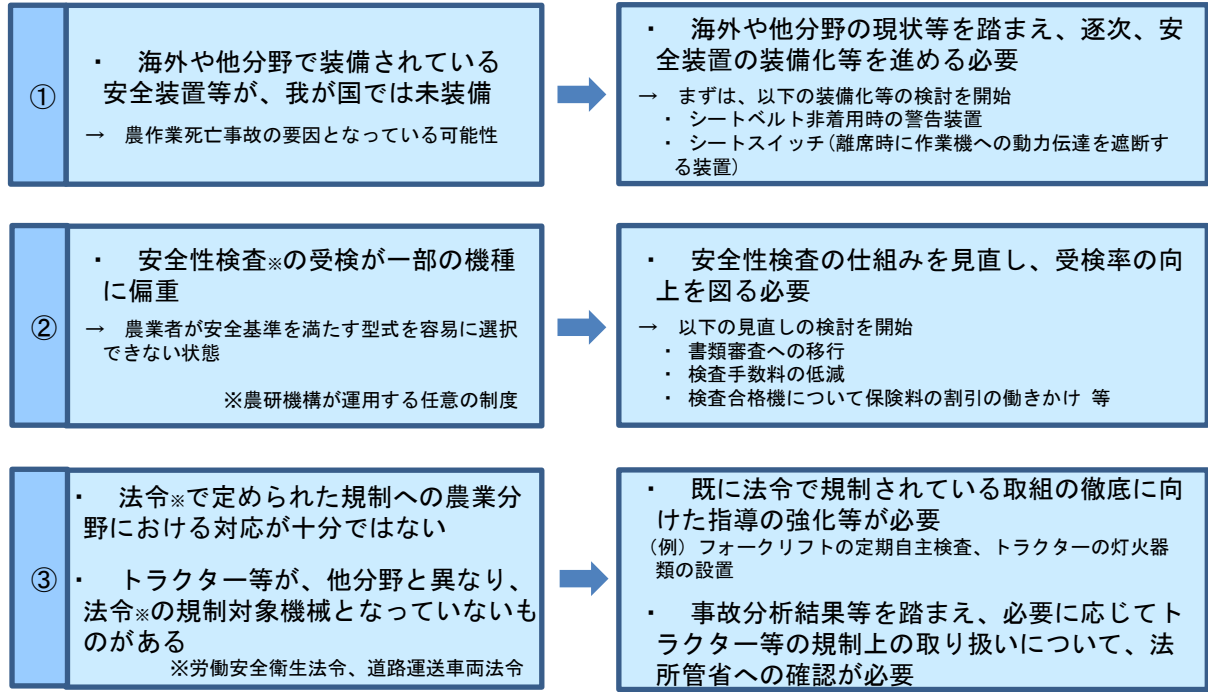 ①
・ 海外や他分野で装備されている
安全装置等が、我が国では未装備
→ 農作業死亡事故の要因となっている可能性
・ 海外や他分野の現状等を踏まえ、逐次、安
全装置の装備化等を進める必要
→ まずは、以下の装備化等の検討を開始
・ シートベルト非着用時の警告装置
・ シートスイッチ(離席時に作業機への動力伝達を遮断す
る装置)
②
・ 安全性検査※の受検が一部の機種
に偏重
→ 農業者が安全基準を満たす型式を容易に選択
できない状態
※農研機構が運用する任意の制度
・ 安全性検査の仕組みを見直し、受検率の向
上を図る必要
→ 以下の見直しの検討を開始
・ 書類審査への移行
・ 検査手数料の低減
・ 検査合格機について保険料の割引の働きかけ 等
③
・ 法令※で定められた規制への農業分
野における対応が十分ではない
・ トラクター等が、他分野と異なり、
法令※の規制対象機械となっていないも
のがある
※労働安全衛生法令、道路運送車両法令
・ 既に法令で規制されている取組の徹底に向
けた指導の強化等が必要
(例) フォークリフトの定期自主検査、トラクターの灯火器
類の設置
・ 事故分析結果等を踏まえ、必要に応じてト
ラクター等の規制上の取り扱いについて、法
所管省への確認が必要